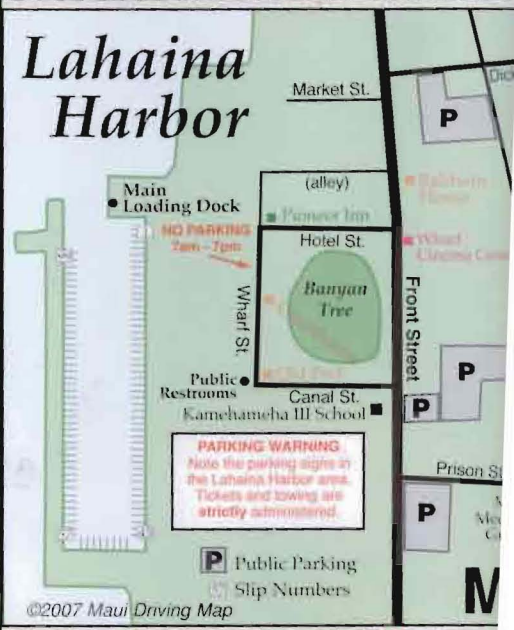 Lahaina
Harbor
Market St.
P
(alley)
Main
Loading Dock
Pioneer Inn
NO PARKING
7am - 7pm
Hotel St.
Wharf
Banyan
Tree
Wharf St.
Front Street
P
Public
Restrooms
Canal St.
P
Kamehameha III School
PARKING WARNING
Note the parking signs in
the Lahaina Harbor area.
Tickets and towing are
strictly administered.
Prison St
P
P Public Parking
Slip Numbers
M
©2007 Maui Driving Map